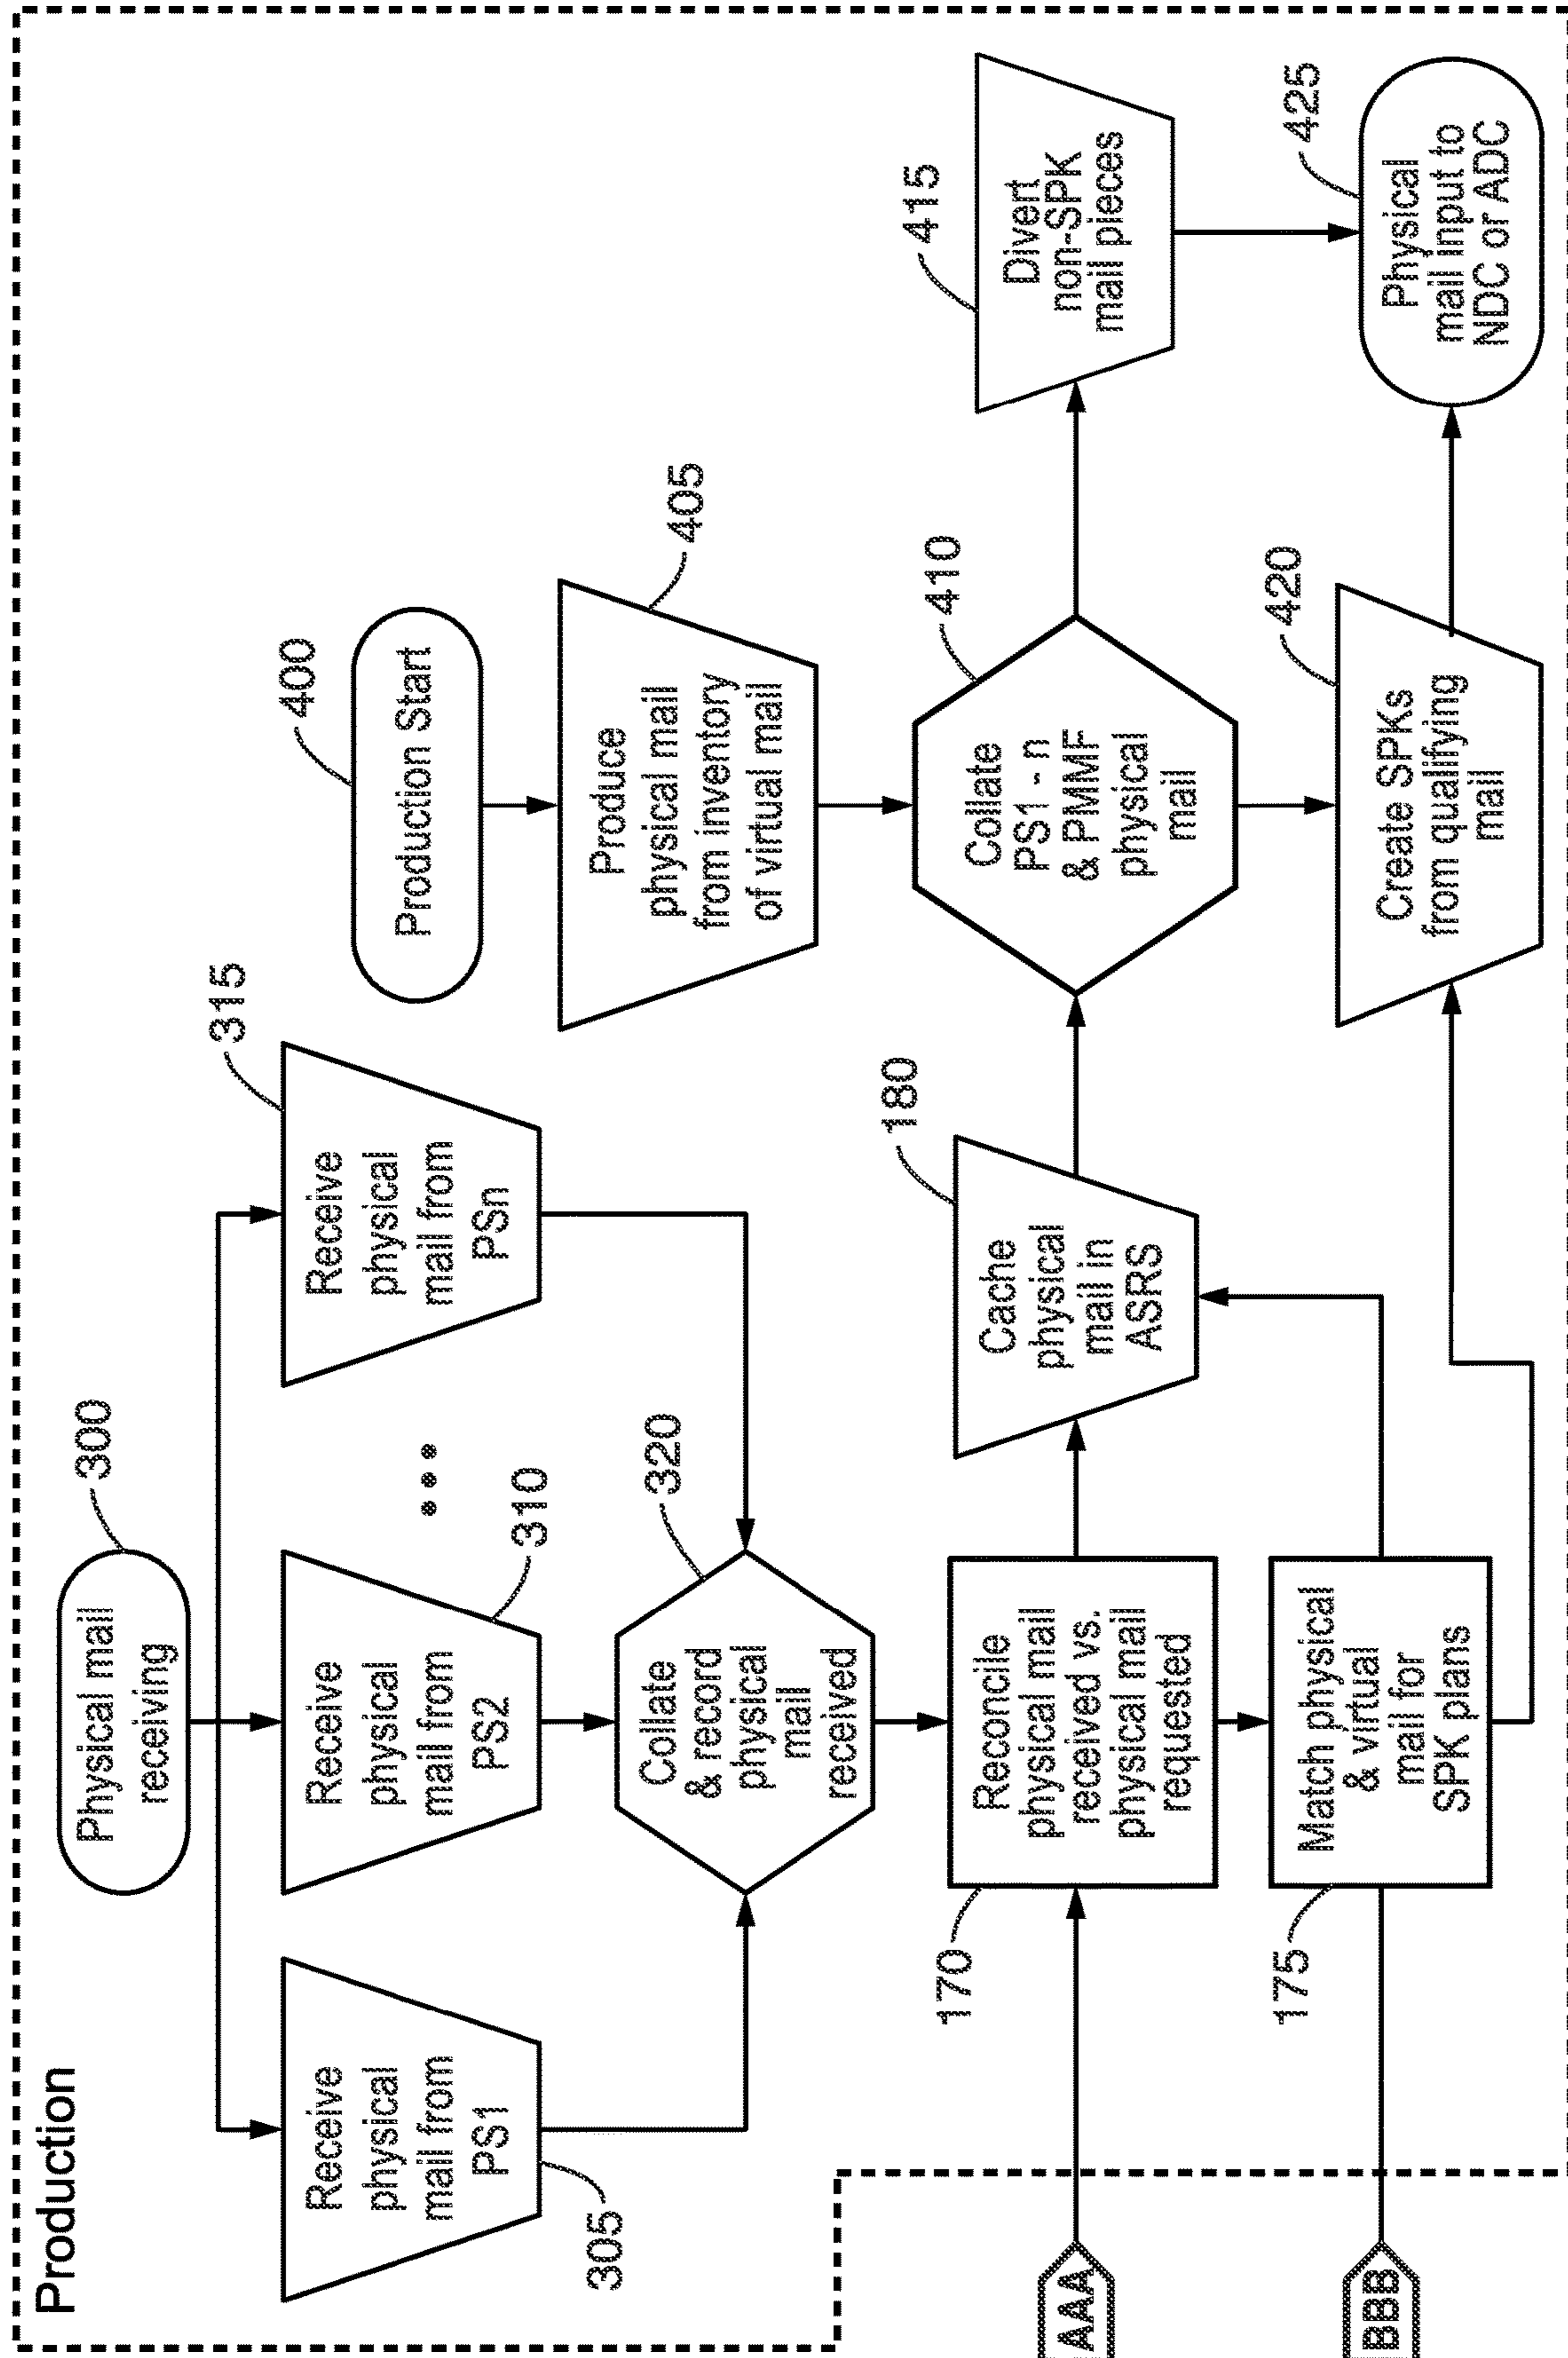 Production
Physical mail
receiving
300
Receive
physical
mail from
PS1
305
Receive
physical
mail from
PS2
310
Receive
physical
mail from
PSn
315
Collate
& record
physical
mail
received
320
Production Start
400
Produce
physical mail
from inventory
of virtual mail
405
AAA
Reconcile
physical mail
received vs.
physical mail
requested
170
Cache
physical
mail in
ASRS
180
Collate
PS1 - n
& PMMF
physical
mail
410
Divert
non-SPK
mail pieces
415
BBB
Match physical
& virtual
mail for
SPK plans
175
Create SPKs
from qualifying
mail
420
Physical
mail input to
NDC or ADC
425